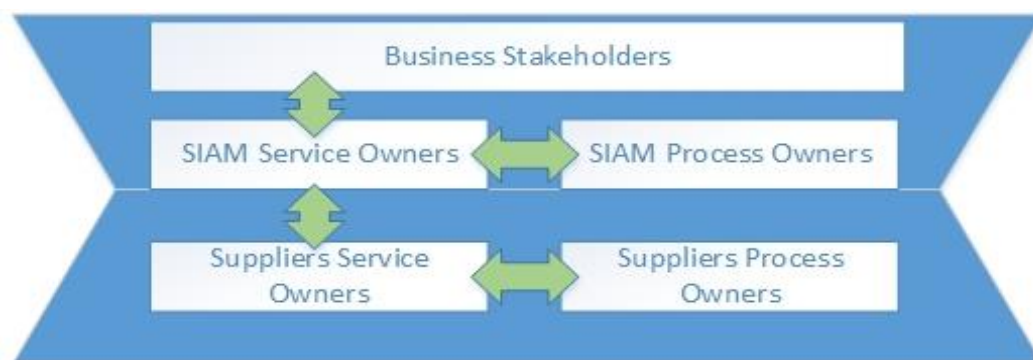 Business Stakeholders
SIAM Service Owners
SIAM Process Owners
Suppliers Service
Owners
Suppliers Process
Owners